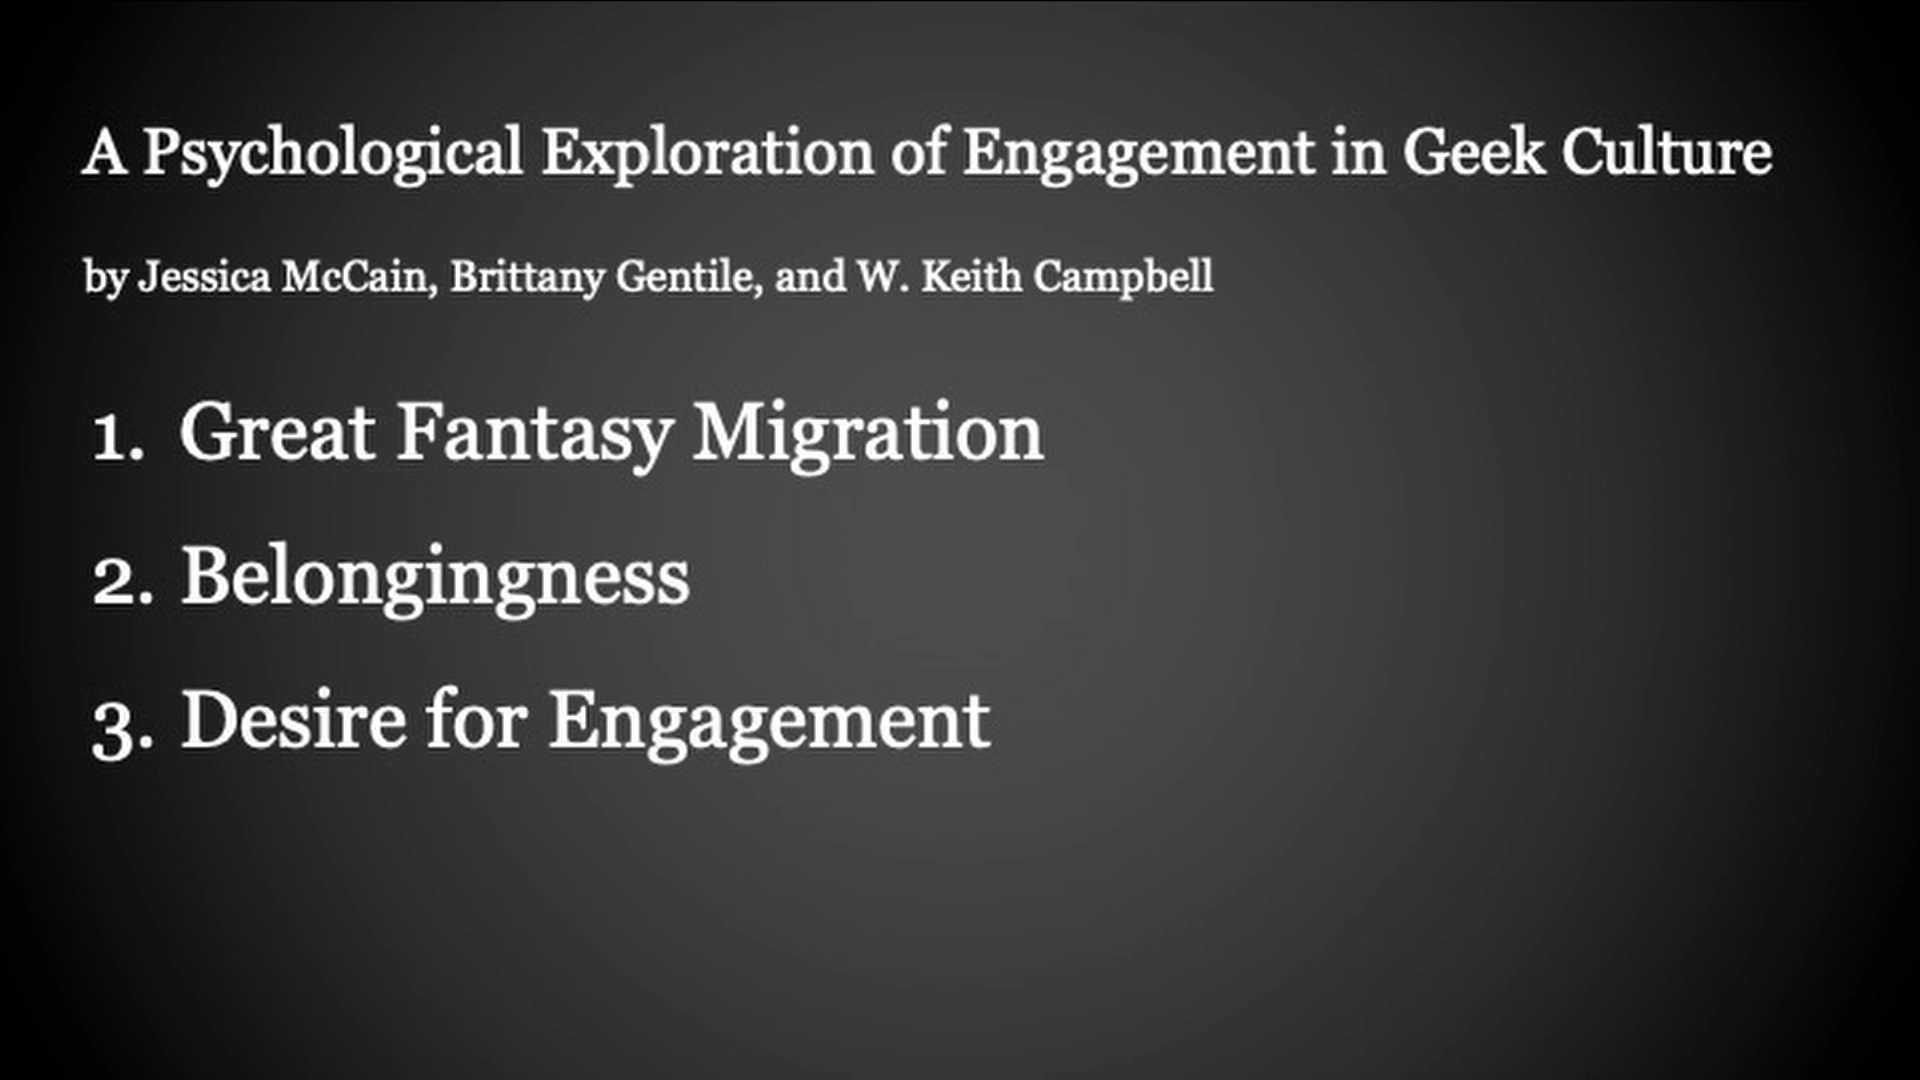 A Psychological Exploration of Engagement in Geek Culture
by Jessica McCain, Brittany Gentile, and W. Keith Campbell
1. Great Fantasy Migration
2. Belongingness
3. Desire for Engagement